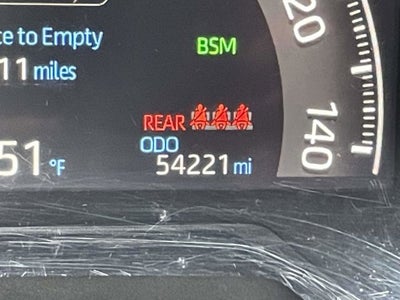 ce to Empty
11 miles
BSM
20
140
REAR
ODO
54221 mi
51 °F